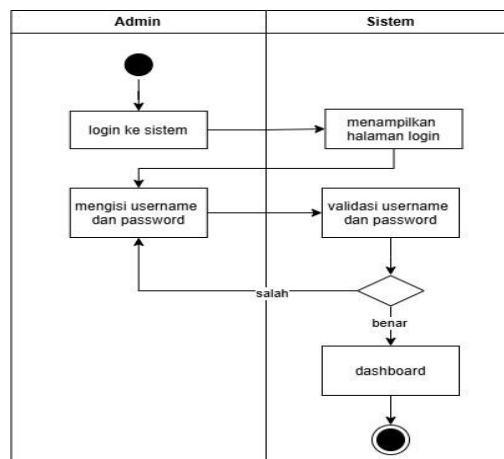 Admin
Sistem
login ke sistem
menampilkan
halaman login
mengisi username
dan password
validasi username
dan password
salah
benar
dashboard